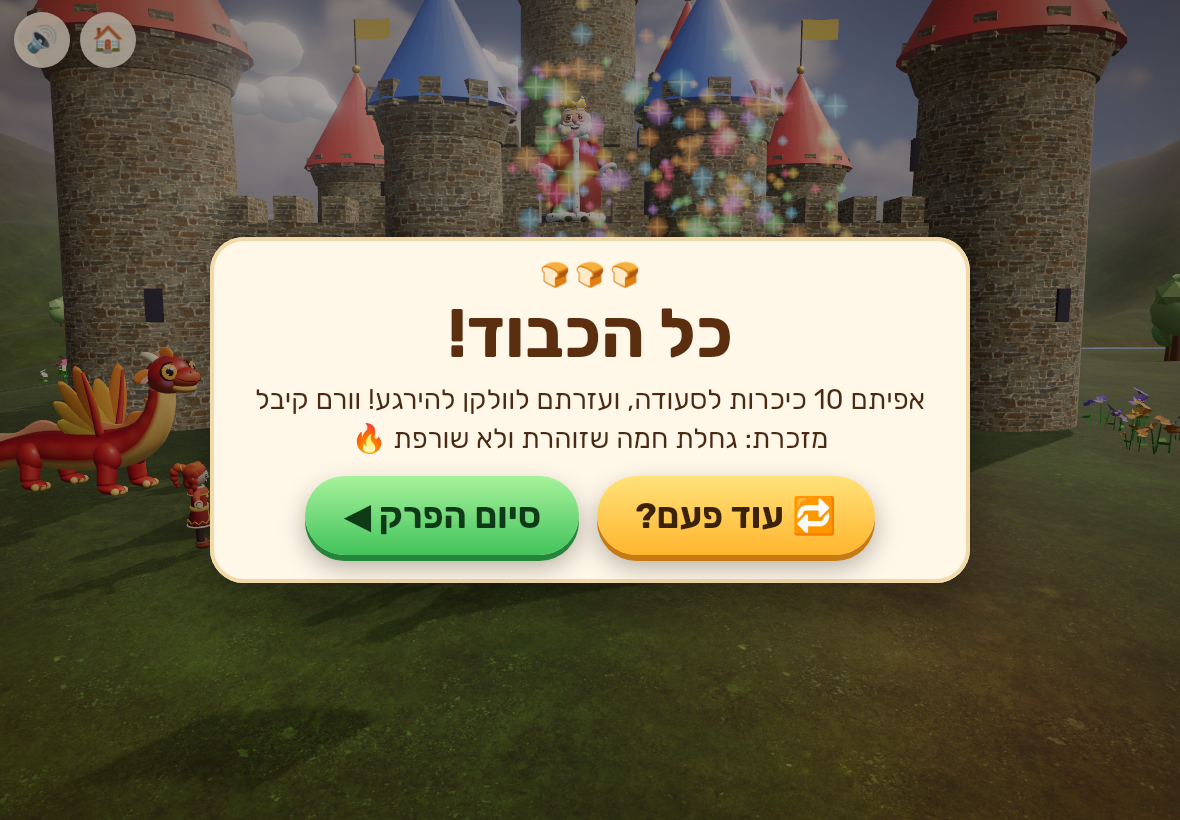 כל הכבוד!
אפיתם 10 כיכרות לסעודה, ועזרתם לוולקן להירגע! וורם קיבל
מזכרת: גחלת חמה שזוהרת ולא שורפת 🔥
🔁 עוד פעם?
סיום הפרק ◀